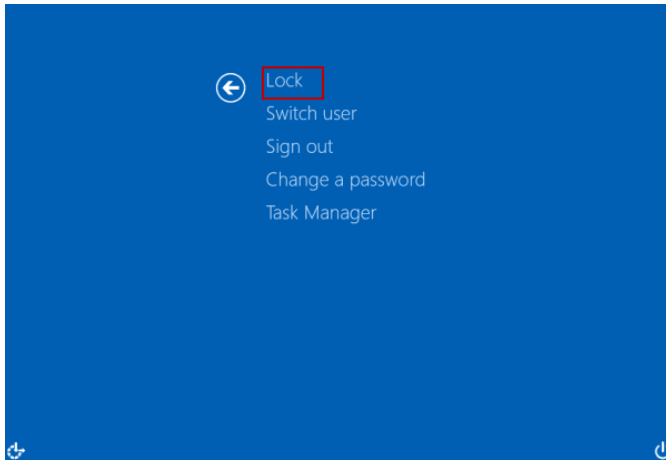 Lock
Switch user
Sign out
Change a password
Task Manager